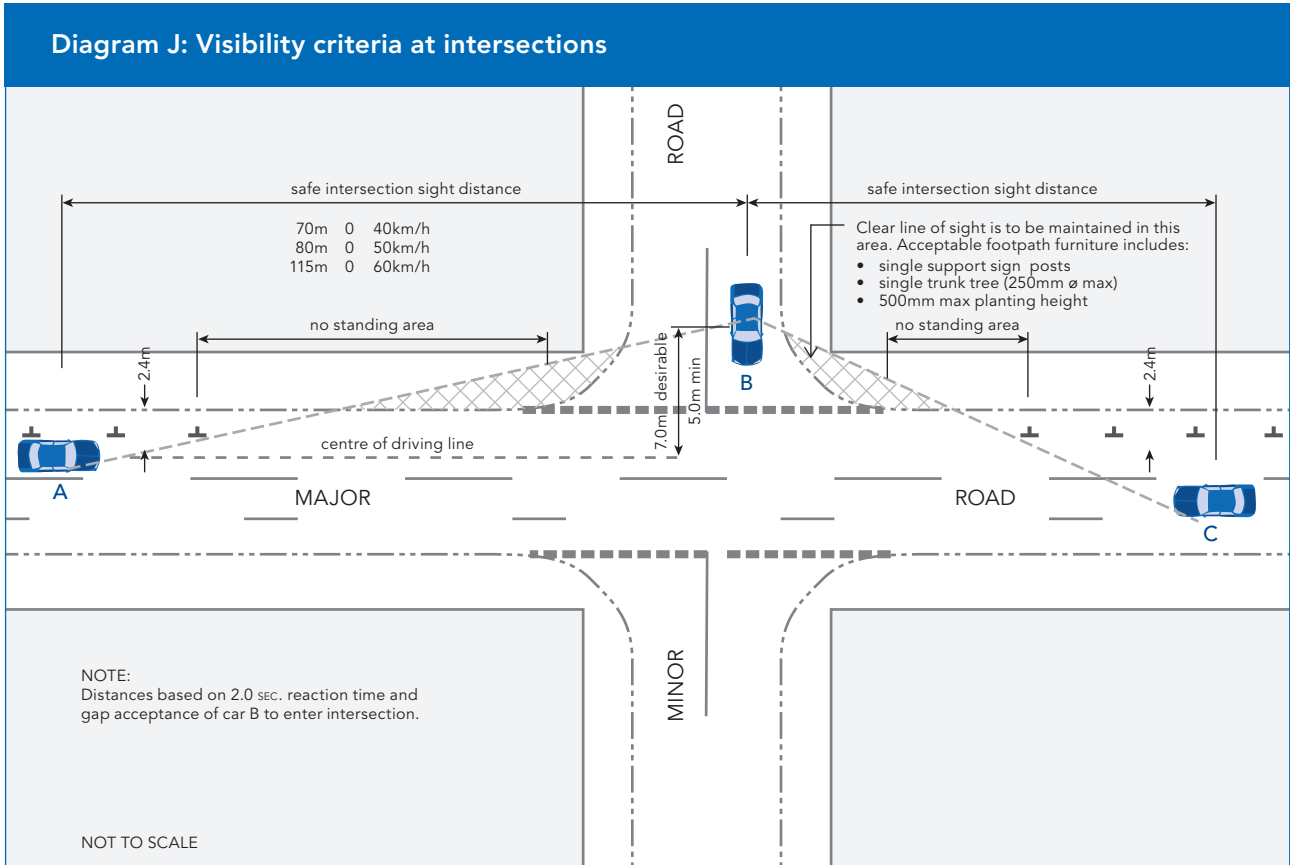 Diagram J: Visibility criteria at intersections
ROAD
safe intersection sight distance
safe intersection sight distance
70m 0 40km/h
80m 0 50km/h
115m 0 60km/h
Clear line of sight is to be maintained in this
area. Acceptable footpath furniture includes:
• single support sign posts
• single trunk tree (250mm ø max)
• 500mm max planting height
no standing area
no standing area
2.4m
7.0m desirable
5.0m min
B
2.4m
centre of driving line
A
MAJOR
ROAD
C
MINOR
NOTE:
Distances based on 2.0 SEC. reaction time and
gap acceptance of car B to enter intersection.
NOT TO SCALE